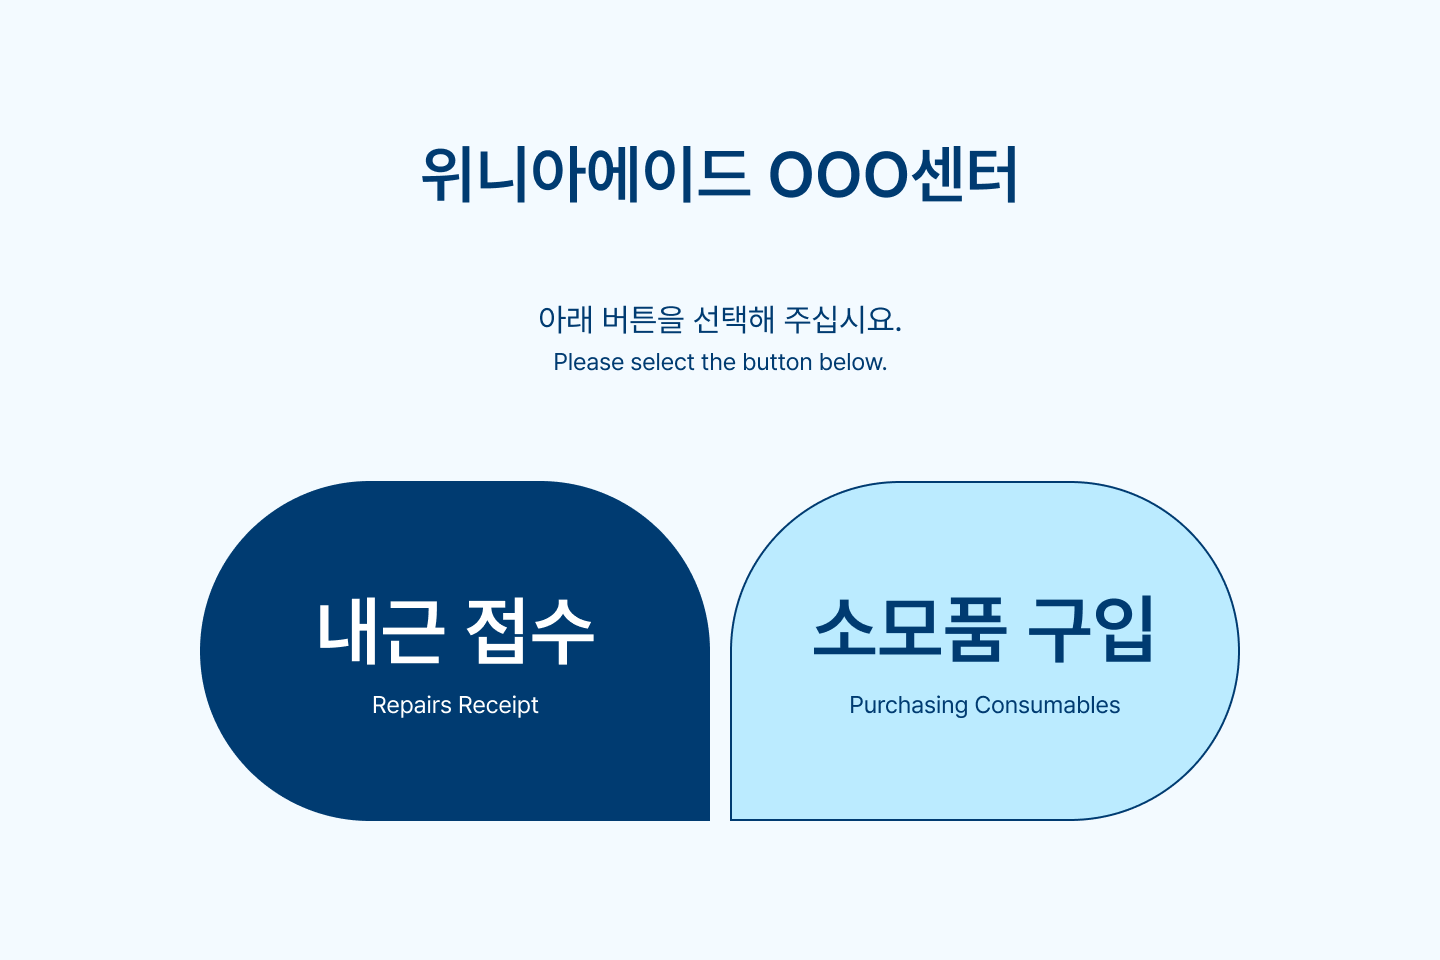 위니아에이드 OOO센터
아래 버튼을 선택해 주십시요.
Please select the button below.
내근 접수
Repairs Receipt
소모품 구입
Purchasing Consumables